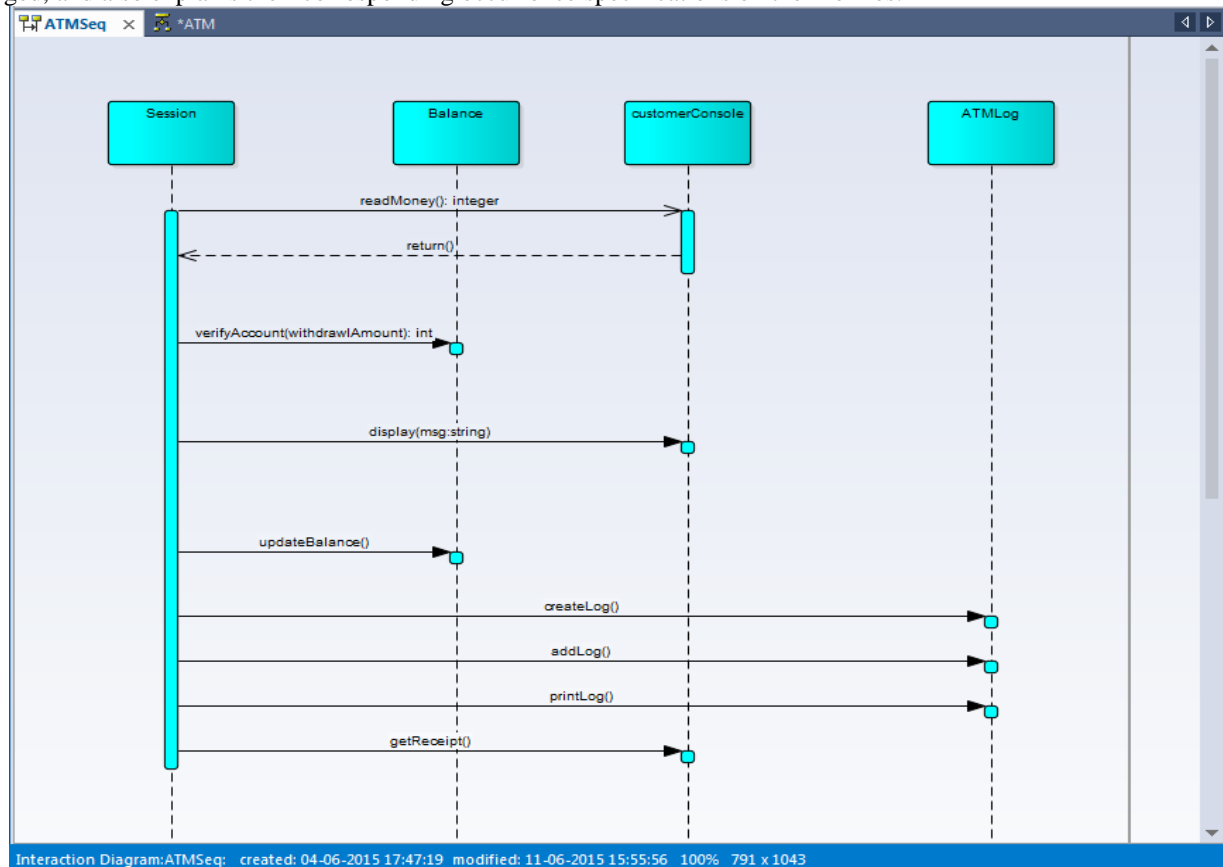 ATMSeq × *ATM
Session Balance customerConsole ATMLog
readMoney(): integer
return()
verifyAccount(withdrawlAmount): int
display(msg:string)
updateBalance()
createLog()
addLog()
printLog()
getReceipt()
Interaction Diagram:ATMSeq: created: 04-06-2015 17:47:19 modified: 11-06-2015 15:55:56 100% 791 x 1043